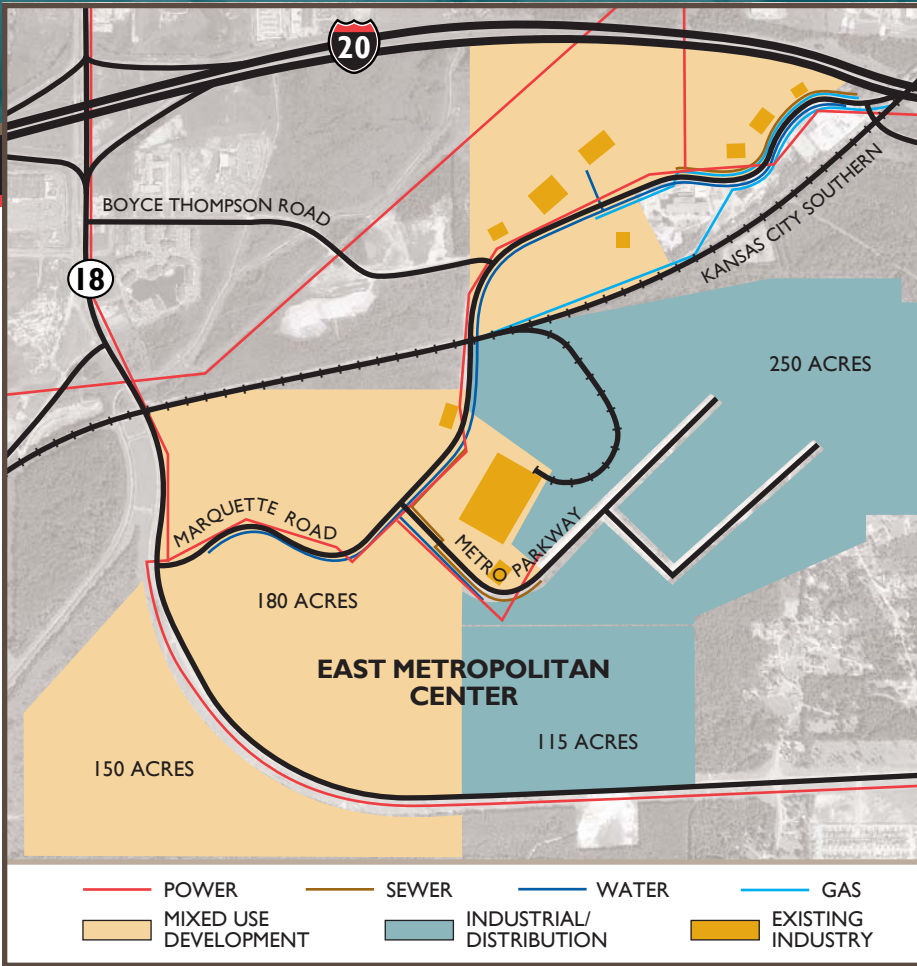 20
BOYCE THOMPSON ROAD
18
KANSAS CITY SOUTHERN
250 ACRES
MARQUETTE ROAD
METRO PARKWAY
180 ACRES
EAST METROPOLITAN
CENTER
115 ACRES
150 ACRES
POWER
SEWER
WATER
GAS
MIXED USE
DEVELOPMENT
INDUSTRIAL/
DISTRIBUTION
EXISTING
INDUSTRY